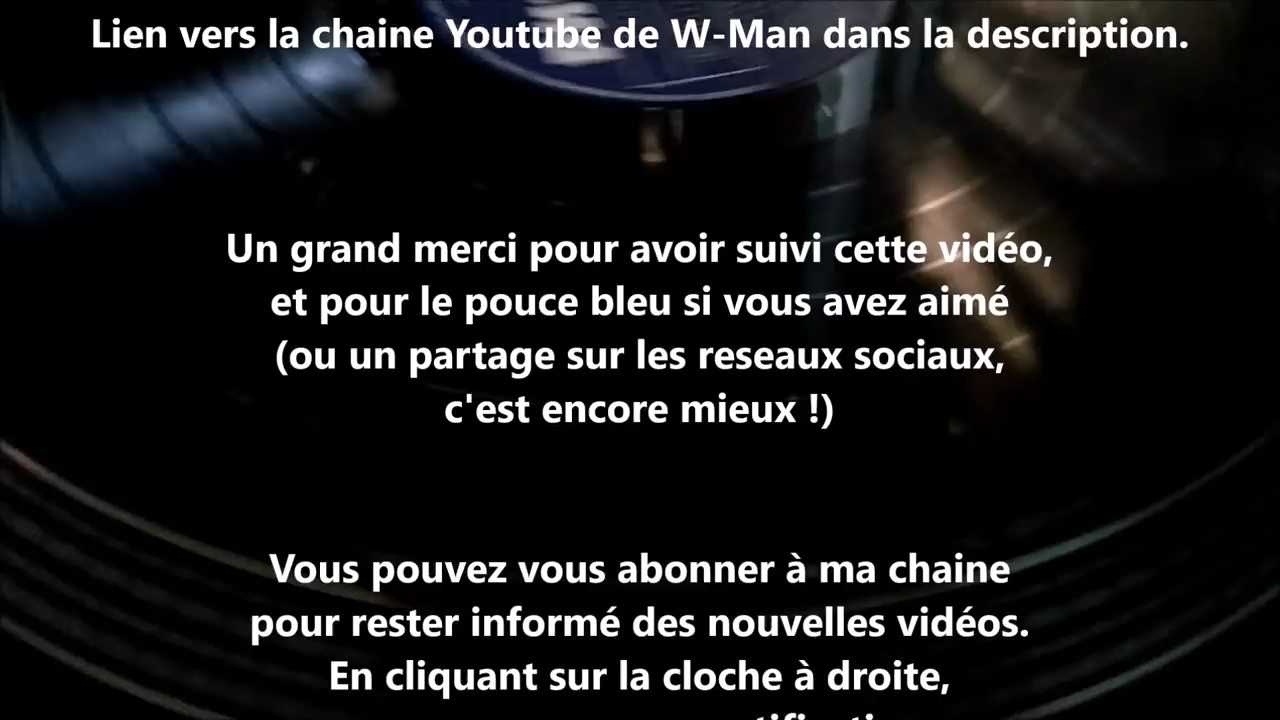 Lien vers la chaine Youtube de W-Man dans la description.
Un grand merci pour avoir suivi cette vidéo,
et pour le pouce bleu si vous avez aimé
(ou un partage sur les reseaux sociaux,
c'est encore mieux !)
Vous pouvez vous abonner à ma chaine
pour rester informé des nouvelles vidéos.
En cliquant sur la cloche à droite,